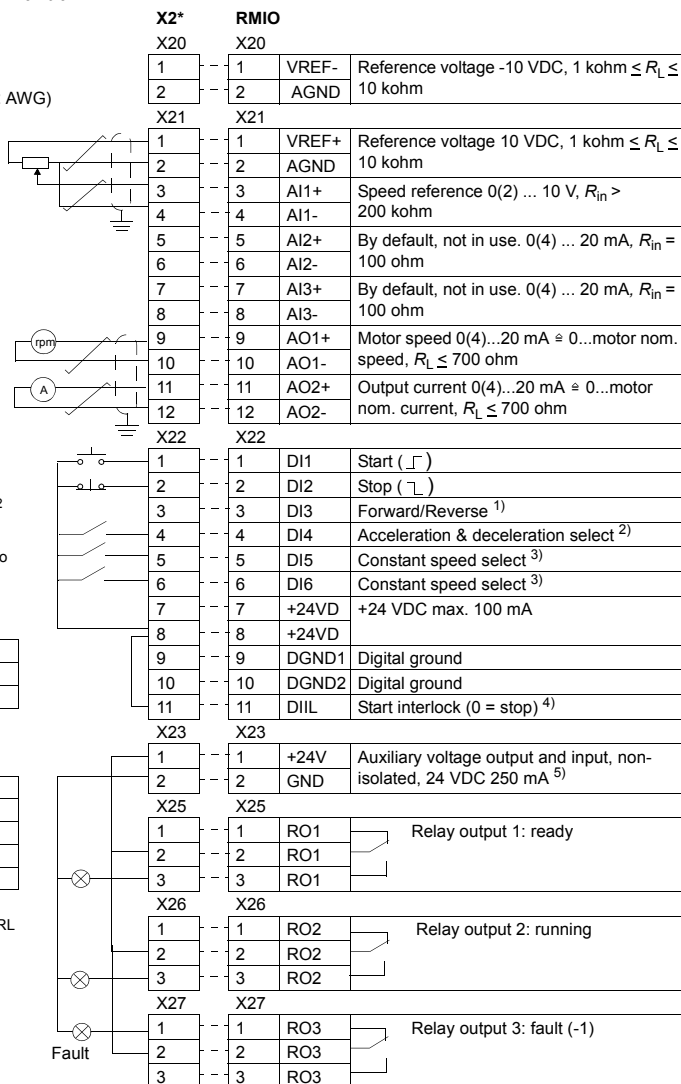 X2* RMIO
X20 X20
1 1 VREF- Reference voltage -10 VDC, 1 kohm ≤ RL ≤
2 2 AGND 10 kohm
AWG)
X21 X21
1 1 VREF+ Reference voltage 10 VDC, 1 kohm ≤ RL ≤
2 2 AGND 10 kohm
3 3 AI1+ Speed reference 0(2) ... 10 V, Rin >
4 4 AI1- 200 kohm
5 5 AI2+ By default, not in use. 0(4) ... 20 mA, Rin =
6 6 AI2- 100 ohm
7 7 AI3+ By default, not in use. 0(4) ... 20 mA, Rin =
8 8 AI3- 100 ohm
rpm 9 9 AO1+ Motor speed 0(4)...20 mA ≙ 0...motor nom.
10 10 AO1- speed, RL ≤ 700 ohm
A 11 11 AO2+ Output current 0(4)...20 mA ≙ 0...motor
12 12 AO2- nom. current, RL ≤ 700 ohm
X22 X22
1 1 DI1 Start ( )
2 2 DI2 Stop ( )
3 3 DI3 Forward/Reverse 1)
4 4 DI4 Acceleration & deceleration select 2)
5 5 DI5 Constant speed select 3)
6 6 DI6 Constant speed select 3)
7 7 +24VD +24 VDC max. 100 mA
8 8 +24VD
9 9 DGND1 Digital ground
10 10 DGND2 Digital ground
11 11 DIIL Start interlock (0 = stop) 4)
X23 X23
1 1 +24V Auxiliary voltage output and input, non-
2 2 GND isolated, 24 VDC 250 mA 5)
X25 X25
1 1 RO1 Relay output 1: ready
2 2 RO1
3 3 RO1
RL
X26 X26
1 1 RO2 Relay output 2: running
2 2 RO2
3 3 RO2
X27 X27
1 1 RO3 Relay output 3: fault (-1)
Fault 2 2 RO3
3 3 RO3